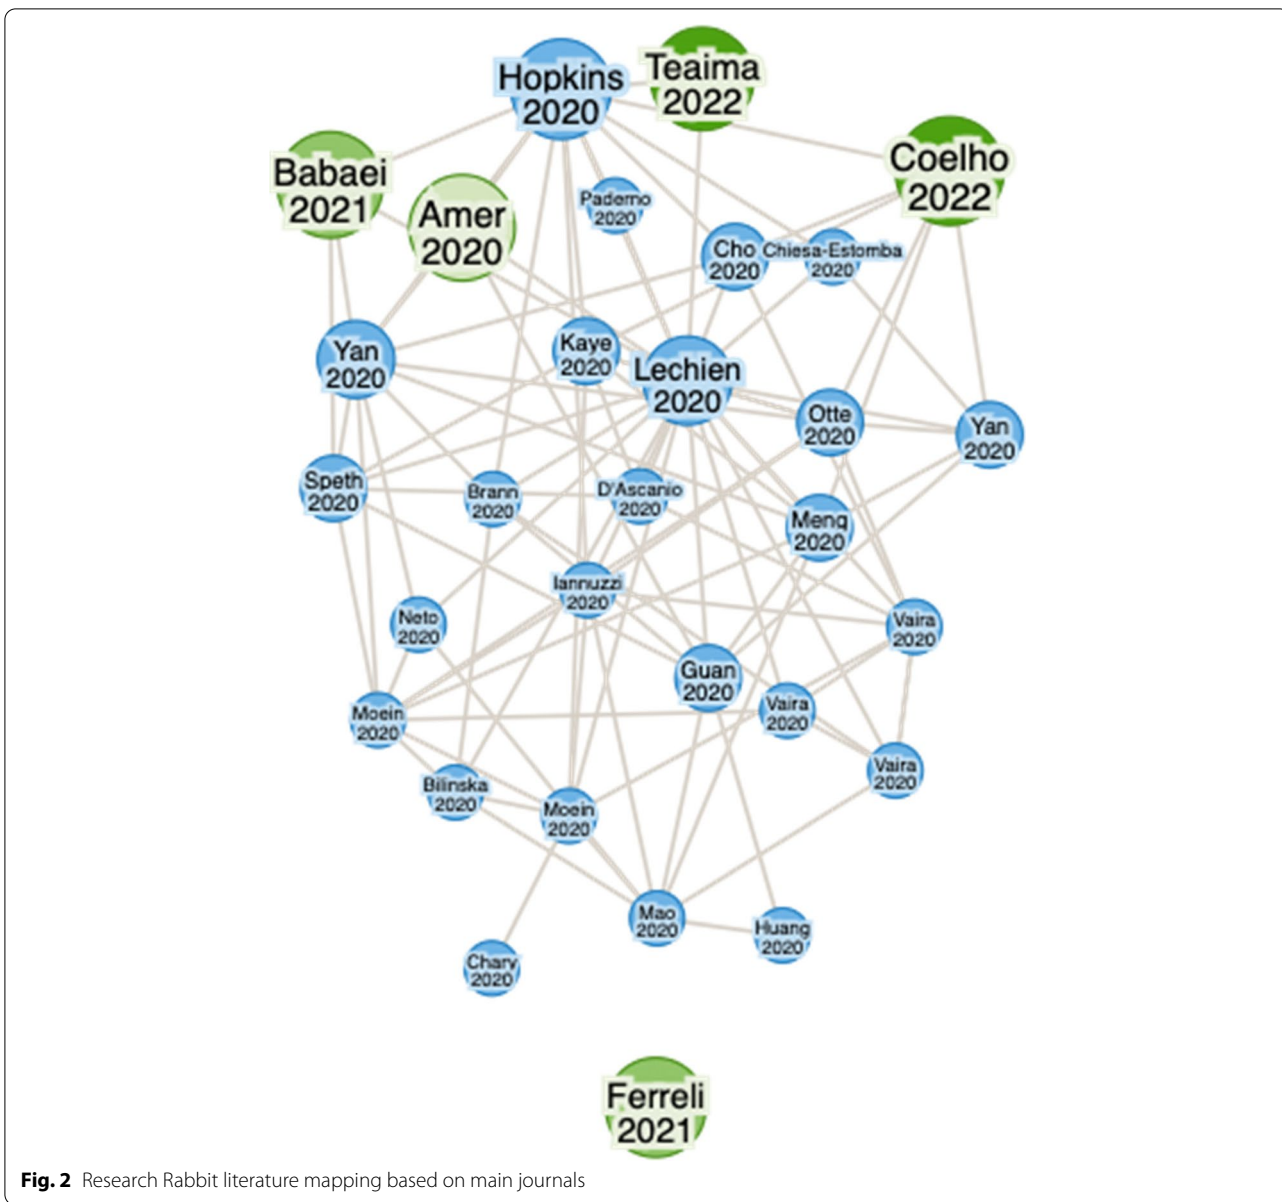 Hopkins
2020
Teaima
2022
Babaei
2021
Amer
2020
Coelho
2022
Paderno
2020
Cho
2020
Chiesa-Estomba
2020
Yan
2020
Kaye
2020
Lechien
2020
Otte
2020
Yan
2020
Speth
2020
Brann
2020
D'Ascanio
2020
Meng
2020
Iannuzzi
2020
Neto
2020
Vaira
2020
Guan
2020
Vaira
2020
Moein
2020
Vaira
2020
Bilinska
2020
Moein
2020
Mao
2020
Huang
2020
Chary
2020
Ferreli
2021
Fig. 2 Research Rabbit literature mapping based on main journals